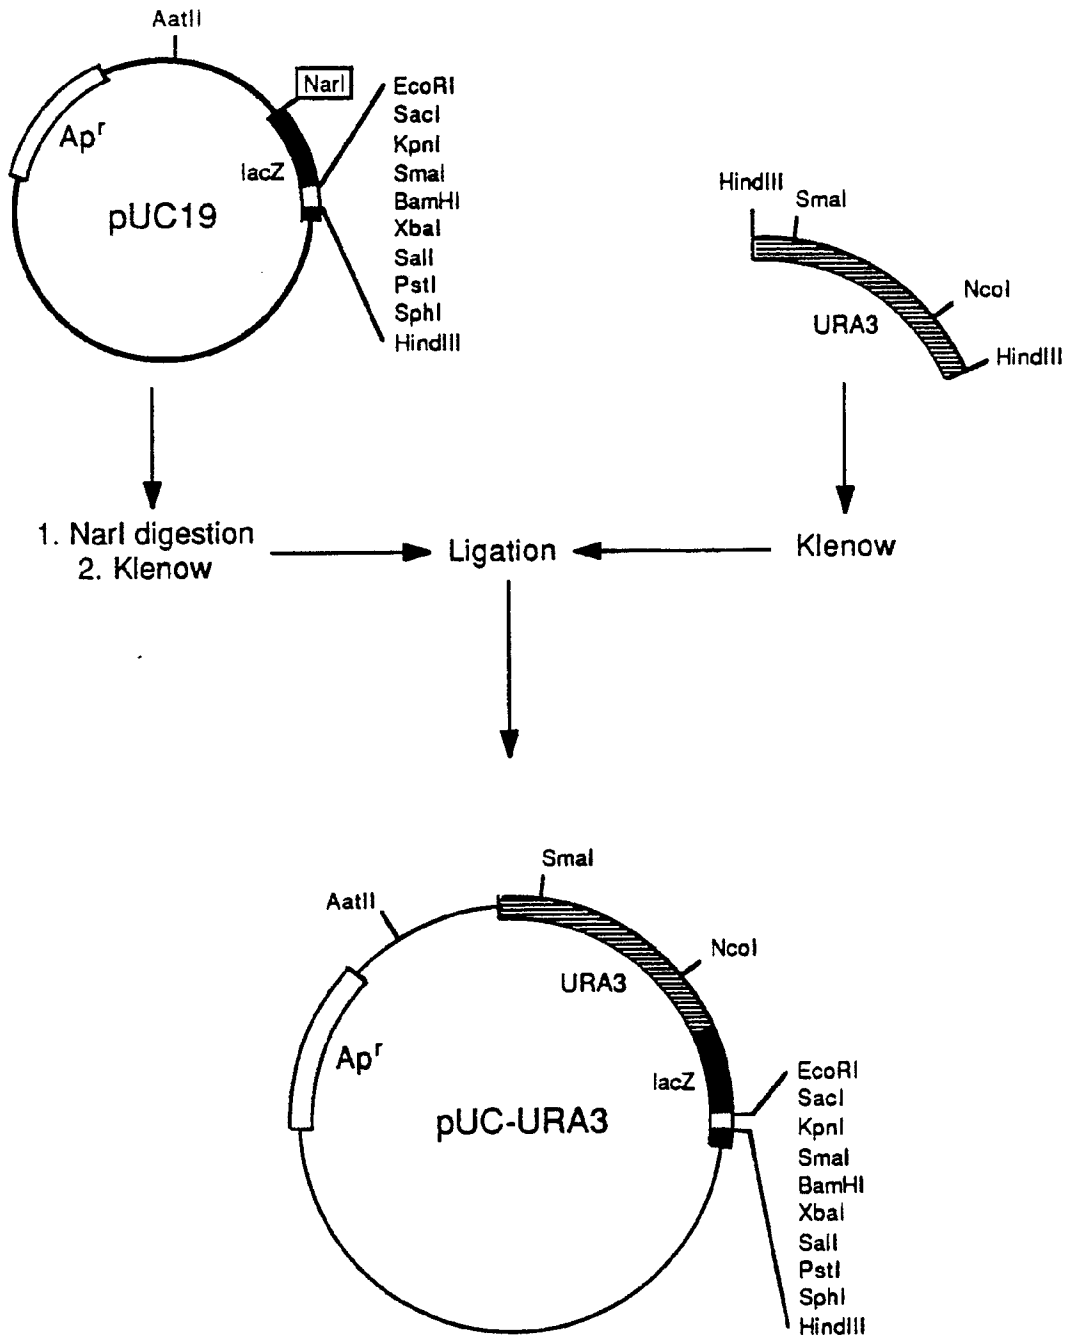 AatII
NarI
Apʳ
lacZ
pUC19
EcoRI
SacI
KpnI
SmaI
BamHI
XbaI
SalI
PstI
SphI
HindIII
HindIII
SmaI
NcoI
URA3
HindIII
1. NarI digestion
2. Klenow
Ligation
Klenow
SmaI
AatII
NcoI
URA3
Apʳ
lacZ
pUC-URA3
EcoRI
SacI
KpnI
SmaI
BamHI
XbaI
SalI
PstI
SphI
HindIII